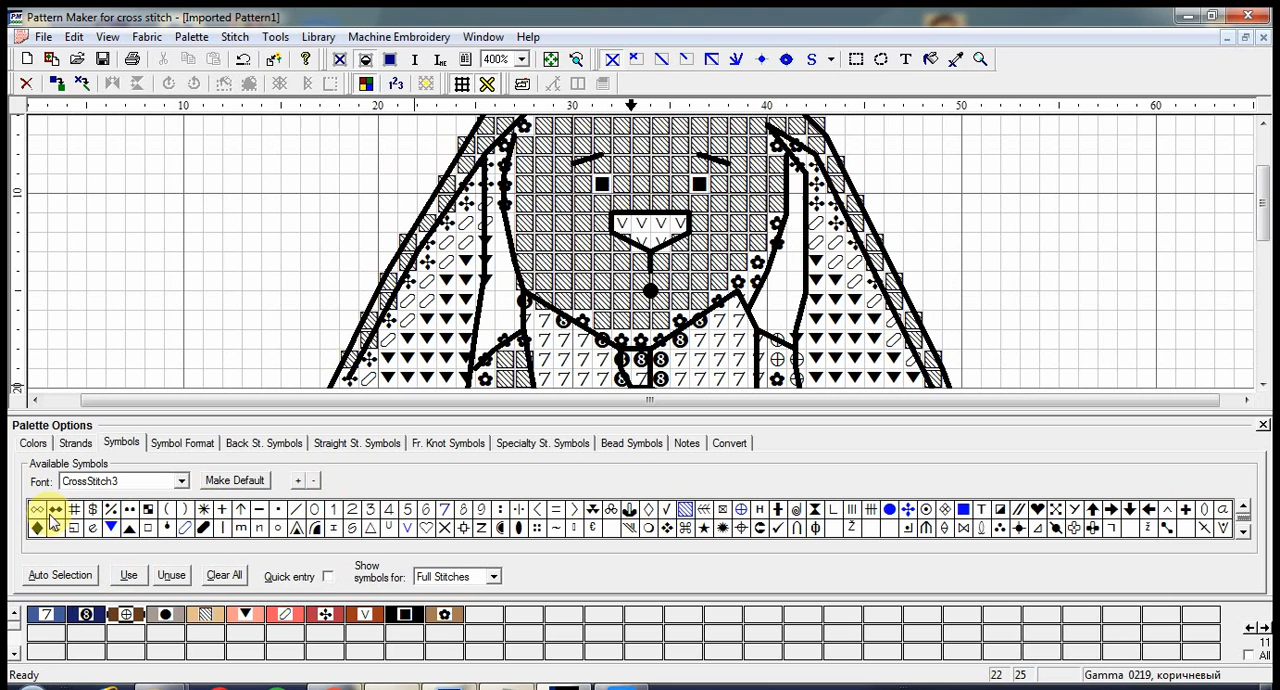 Pattern Maker for cross stitch - [Imported Pattern1]
File Edit View Fabric Palette Stitch Tools Library Machine Embroidery Window Help
400%
10 20 30 40 50 60
10
20
Palette Options
Colors Strands Symbols Symbol Format Back St. Symbols Straight St. Symbols Fr. Knot Symbols Specialty St. Symbols Bead Symbols Notes Convert
Available Symbols
Font: CrossStitch3 Make Default + -
Auto Selection Use Unuse Clear All Quick entry Show symbols for: Full Stitches
11
All
Ready 22 25 Gamma 0219, коричневый